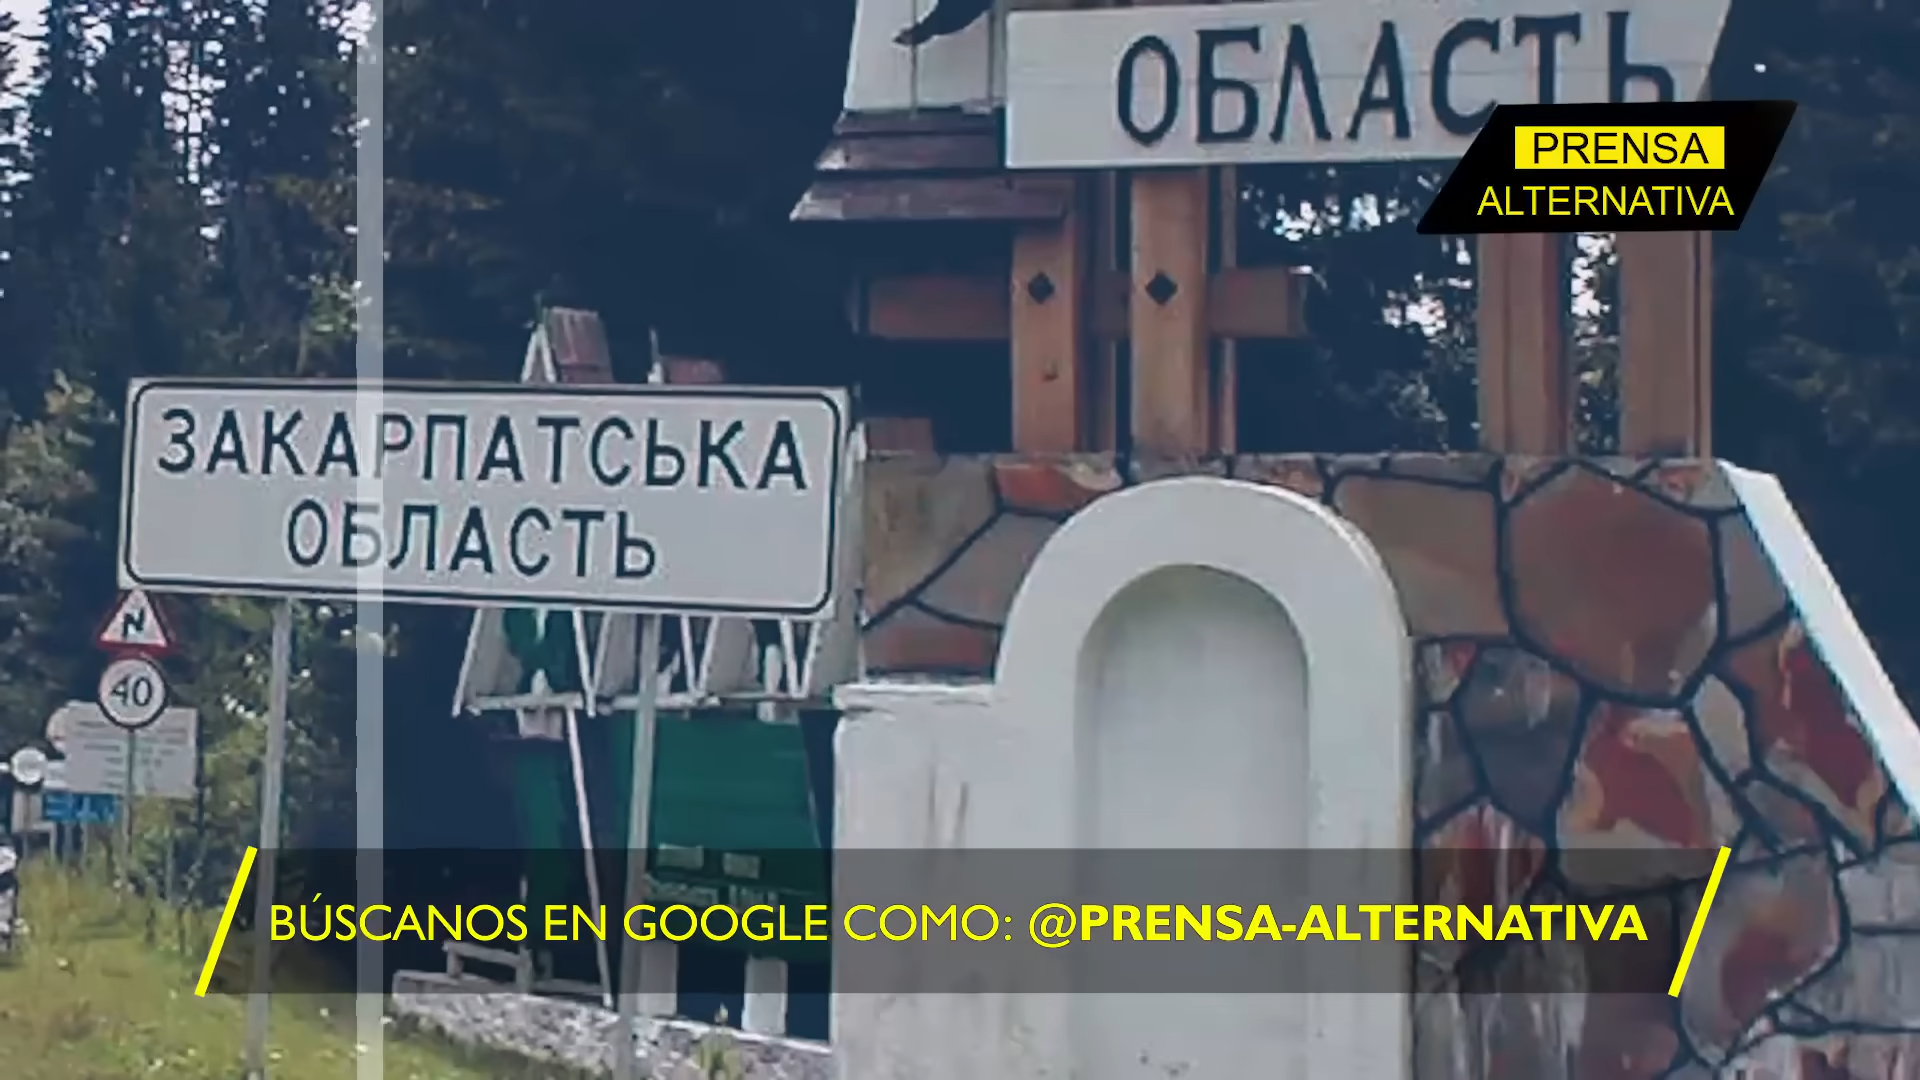 ОБЛАСТЬ
PRENSA
ALTERNATIVA
ЗАКАРПАТСЬКА
ОБЛАСТЬ
40
BÚSCANOS EN GOOGLE COMO: @PRENSA-ALTERNATIVA